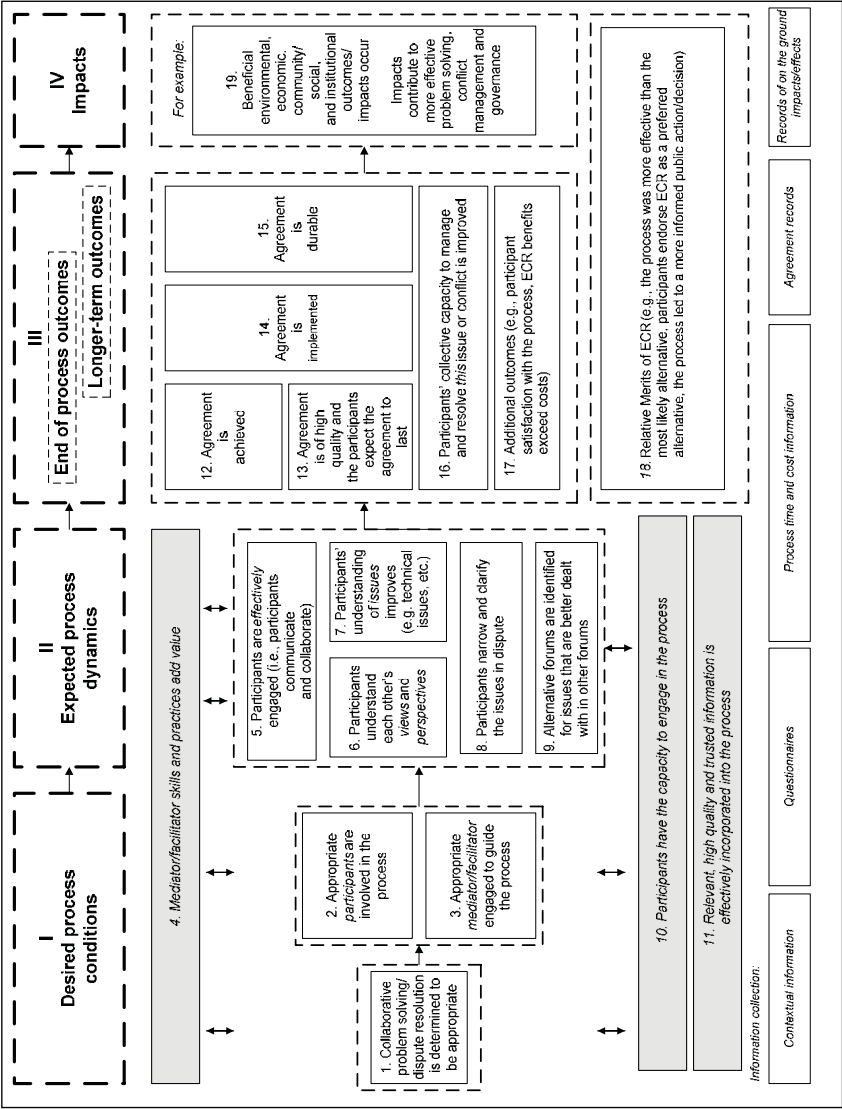 I
Desired process
conditions
II
Expected process
dynamics
III
End of process outcomes
Longer-term outcomes
IV
Impacts
4. Mediator/facilitator skills and practices add value
1. Collaborative
problem solving/
dispute resolution
is determined to
be appropriate
2. Appropriate
participants are
involved in the
process
3. Appropriate
mediator/facilitator
engaged to guide
the process
5. Participants are effectively
engaged (i.e., participants
communicate
and collaborate)
6. Participants
understand
each other's
views and
perspectives
7. Participants'
understanding
of issues
improves
(e.g. technical
issues, etc.)
8. Participants narrow and clarify
the issues in dispute
9. Alternative forums are identified
for issues that are better dealt
with in other forums
12. Agreement
is
achieved
13. Agreement
is of high
quality and
the participants
expect the
agreement to
last
14.
Agreement
is
implemented
15.
Agreement
is
durable
16. Participants' collective capacity to manage
and resolve this issue or conflict is improved
17. Additional outcomes (e.g., participant
satisfaction with the process, ECR benefits
exceed costs)
For example:
19.
Beneficial
environmental,
economic,
community/
social,
and institutional
outcomes/
impacts occur
Impacts
contribute to
more effective
problem solving,
conflict
management and
governance
10. Participants have the capacity to engage in the process
11. Relevant, high quality and trusted information is
effectively incorporated into the process
18. Relative Merits of ECR (e.g., the process was more effective than the
most likely alternative, participants endorse ECR as a preferred
alternative, the process led to a more informed public action/decision)
Information collection:
Contextual information
Questionnaires
Process time and cost information
Agreement records
Records of on the ground
impacts/effects